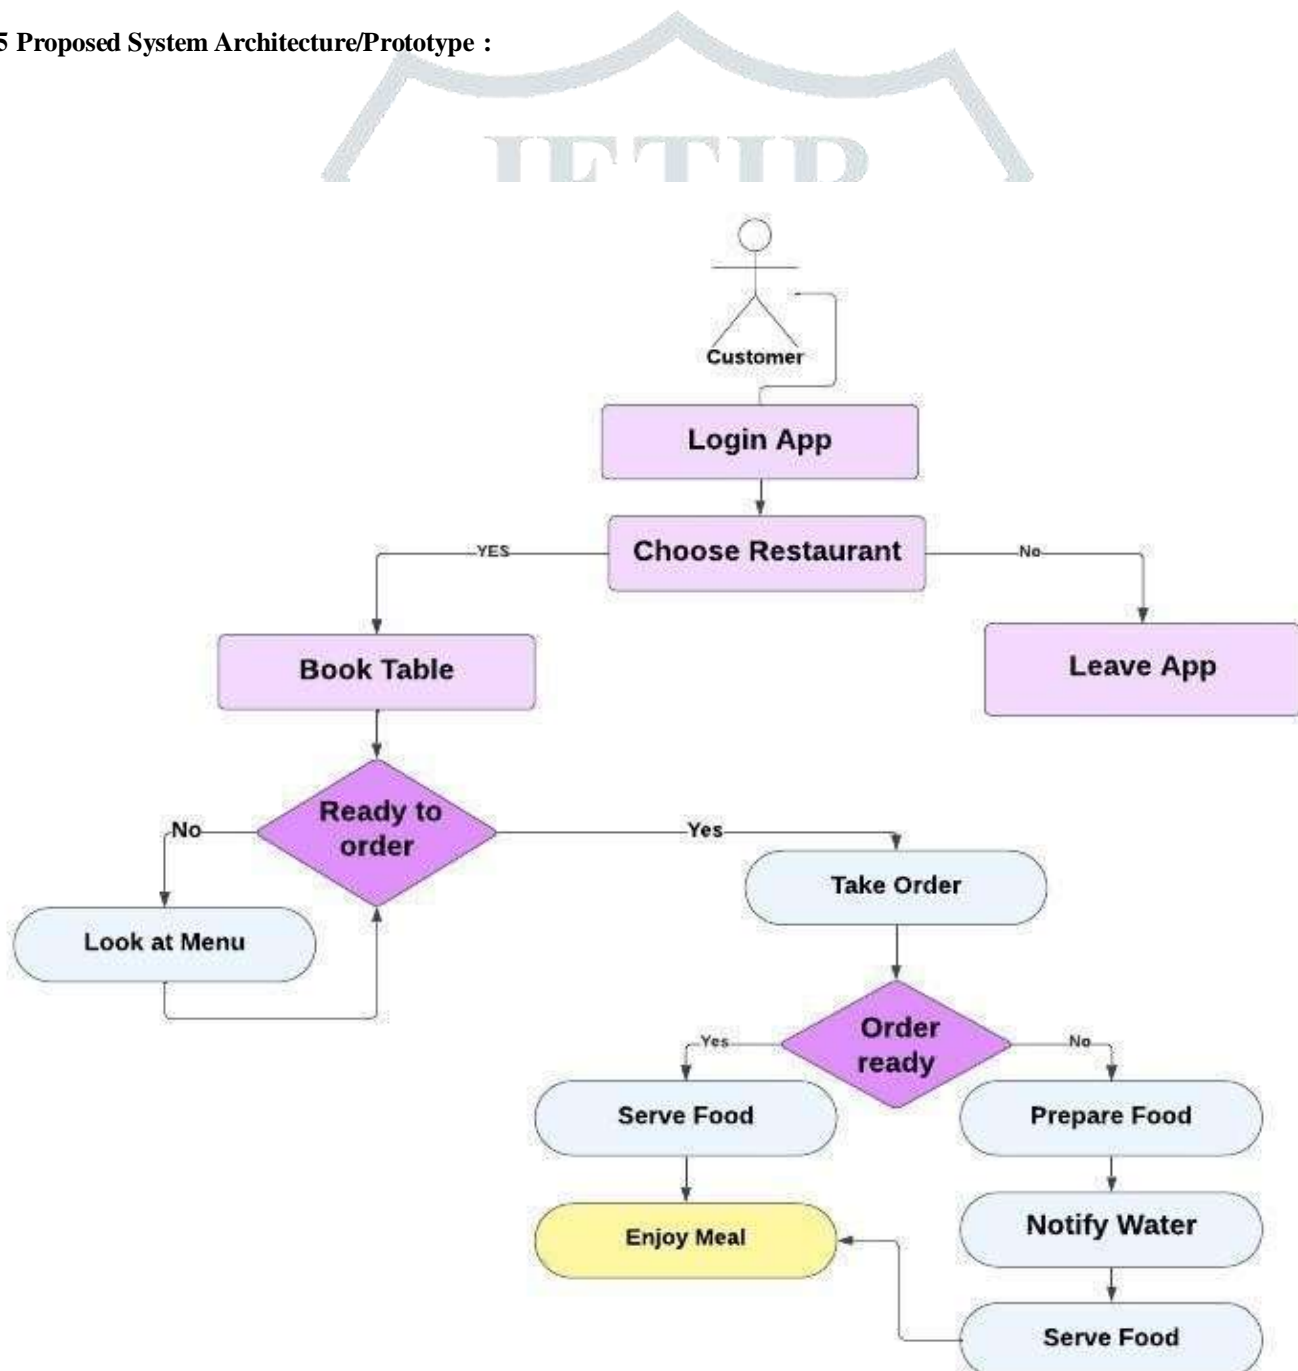 5 Proposed System Architecture/Prototype :
JETIR
Customer
Login App
Choose Restaurant
YES
No
Book Table
Leave App
Ready to
order
No
Yes
Take Order
Look at Menu
Order
ready
Yes
No
Serve Food
Prepare Food
Enjoy Meal
Notify Water
Serve Food